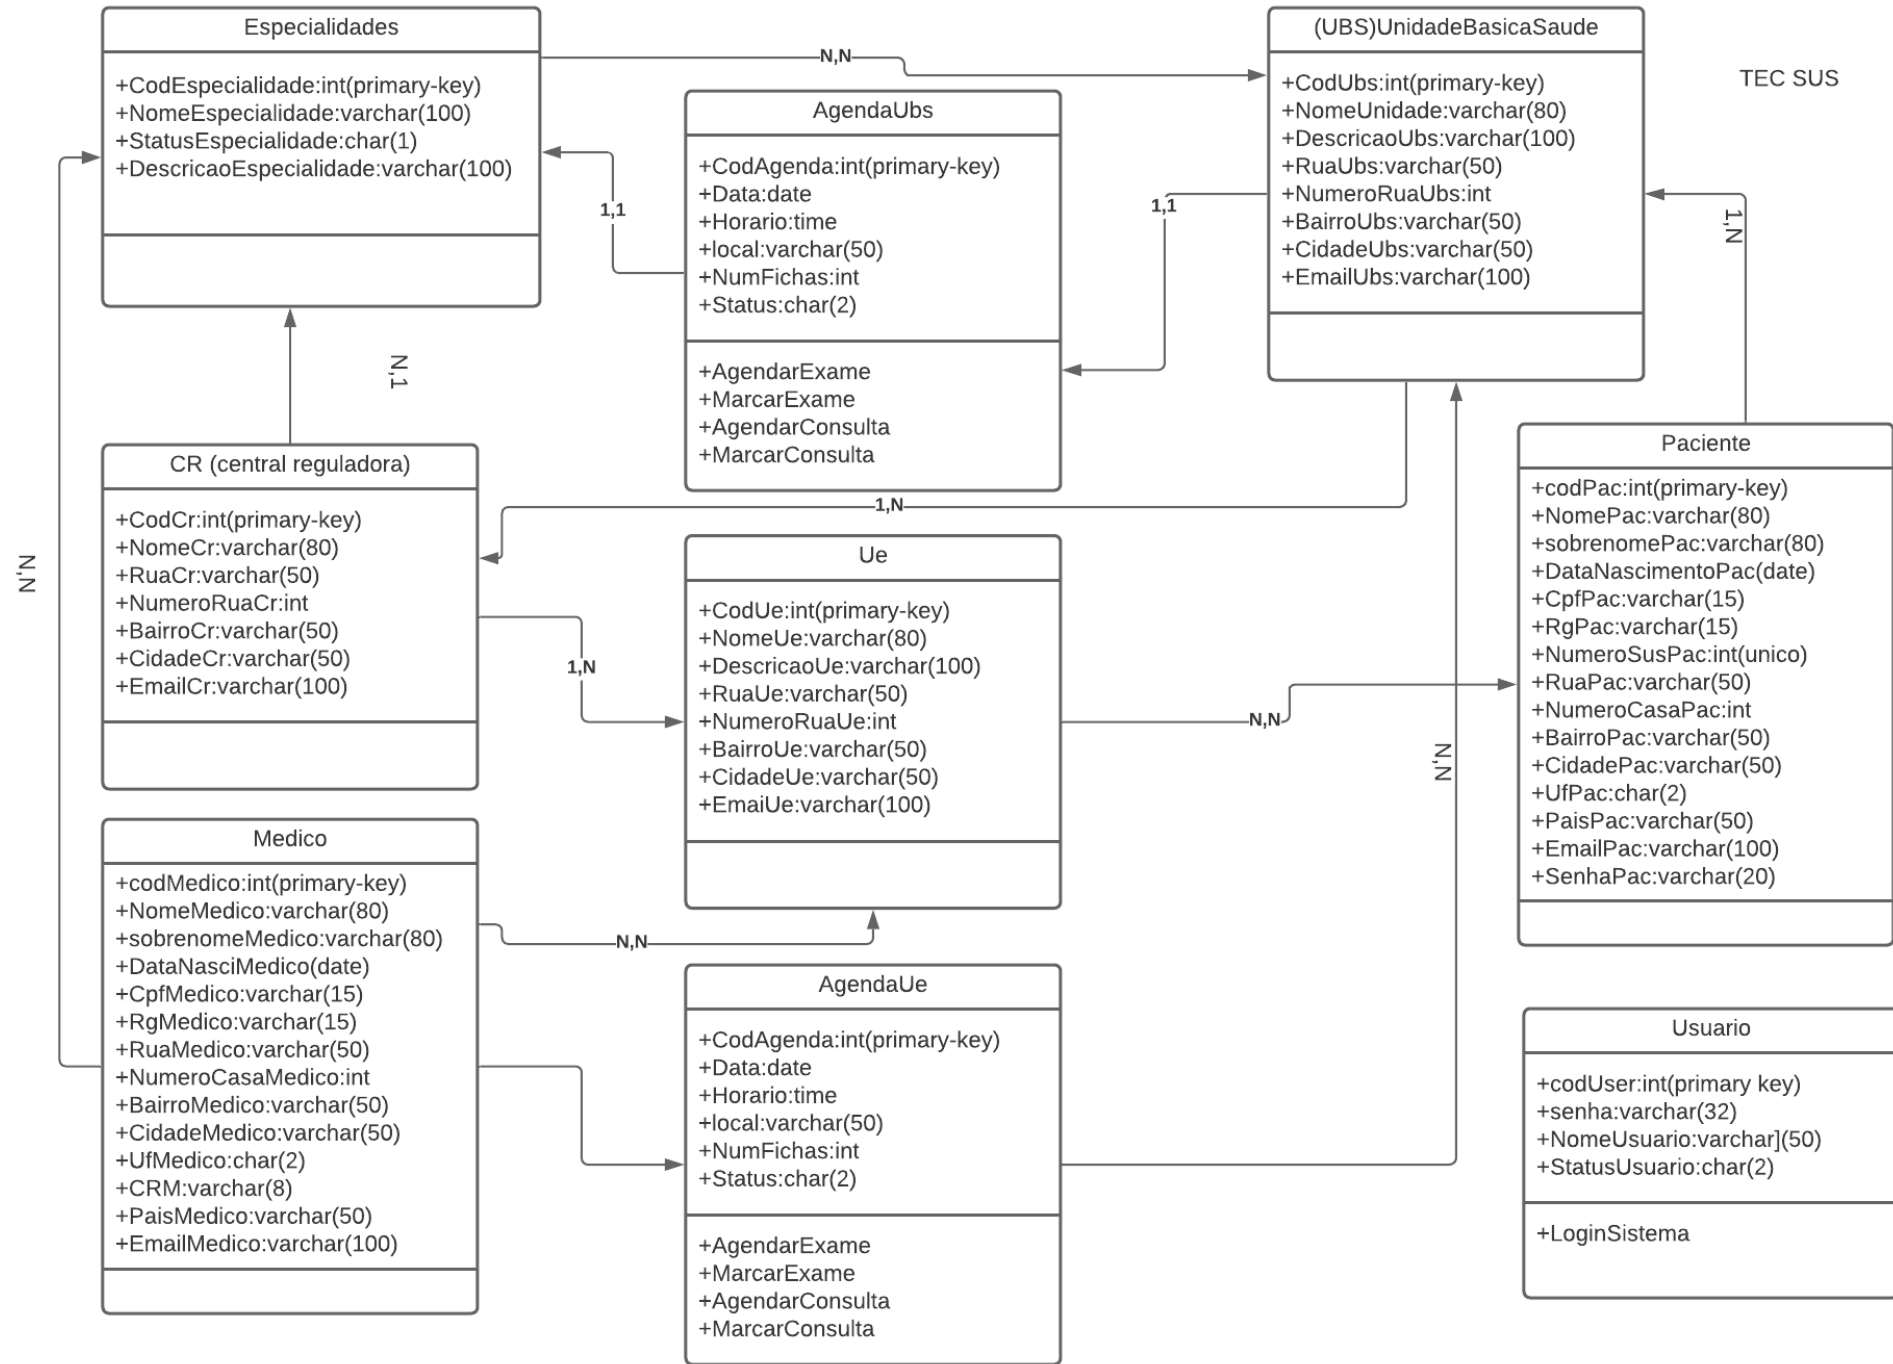 Especialidades
+CodEspecialidade:int(primary-key)
+NomeEspecialidade:varchar(100)
+StatusEspecialidade:char(1)
+DescricaoEspecialidade:varchar(100)
N,N
AgendaUbs
+CodAgenda:int(primary-key)
+Data:date
+Horario:time
+local:varchar(50)
+NumFichas:int
+Status:char(2)
+AgendarExame
+MarcarExame
+AgendarConsulta
+MarcarConsulta
1,1
1,1
(UBS)UnidadeBasicaSaude
+CodUbs:int(primary-key)
+NomeUnidade:varchar(80)
+DescricaoUbs:varchar(100)
+RuaUbs:varchar(50)
+NumeroRuaUbs:int
+BairroUbs:varchar(50)
+CidadeUbs:varchar(50)
+EmailUbs:varchar(100)
TEC SUS
1,N
N,1
N,N
CR (central reguladora)
+CodCr:int(primary-key)
+NomeCr:varchar(80)
+RuaCr:varchar(50)
+NumeroRuaCr:int
+BairroCr:varchar(50)
+CidadeCr:varchar(50)
+EmailCr:varchar(100)
1,N
1,N
Ue
+CodUe:int(primary-key)
+NomeUe:varchar(80)
+DescricaoUe:varchar(100)
+RuaUe:varchar(50)
+NumeroRuaUe:int
+BairroUe:varchar(50)
+CidadeUe:varchar(50)
+EmaiUe:varchar(100)
N,N
N,N
Paciente
+codPac:int(primary-key)
+NomePac:varchar(80)
+sobrenomePac:varchar(80)
+DataNascimentoPac(date)
+CpfPac:varchar(15)
+RgPac:varchar(15)
+NumeroSusPac:int(unico)
+RuaPac:varchar(50)
+NumeroCasaPac:int
+BairroPac:varchar(50)
+CidadePac:varchar(50)
+UfPac:char(2)
+PaisPac:varchar(50)
+EmailPac:varchar(100)
+SenhaPac:varchar(20)
Medico
+codMedico:int(primary-key)
+NomeMedico:varchar(80)
+sobrenomeMedico:varchar(80)
+DataNasciMedico(date)
+CpfMedico:varchar(15)
+RgMedico:varchar(15)
+RuaMedico:varchar(50)
+NumeroCasaMedico:int
+BairroMedico:varchar(50)
+CidadeMedico:varchar(50)
+UfMedico:char(2)
+CRM:varchar(8)
+PaisMedico:varchar(50)
+EmailMedico:varchar(100)
N,N
AgendaUe
+CodAgenda:int(primary-key)
+Data:date
+Horario:time
+local:varchar(50)
+NumFichas:int
+Status:char(2)
+AgendarExame
+MarcarExame
+AgendarConsulta
+MarcarConsulta
Usuario
+codUser:int(primary key)
+senha:varchar(32)
+NomeUsuario:varchar](50)
+StatusUsuario:char(2)
+LoginSistema